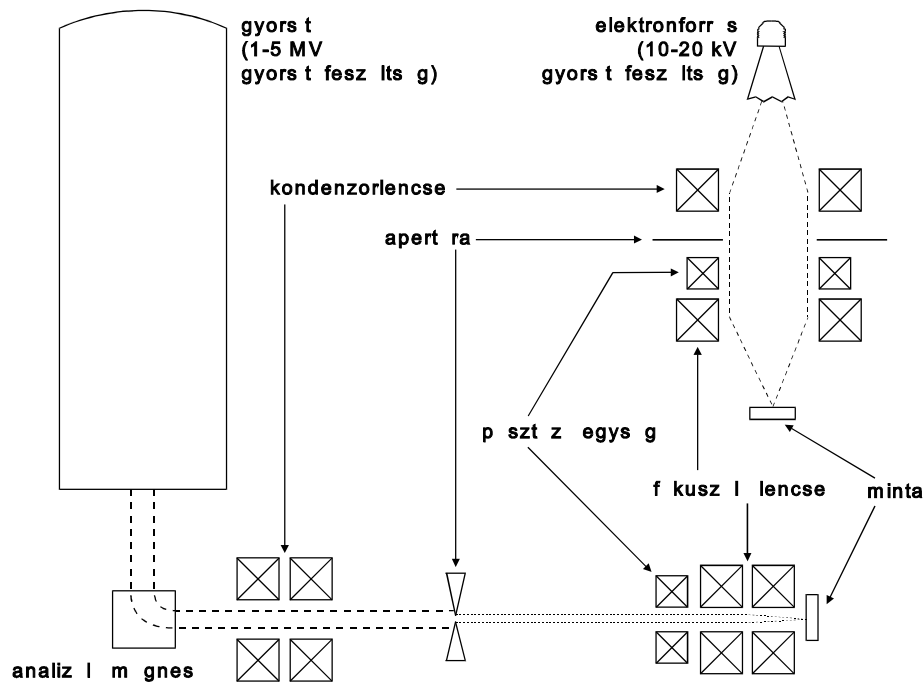 gyors t
(1-5 MV
gyors t fesz lts g)
elektronforr s
(10-20 kV
gyors t fesz lts g)
kondenzorlencse
apert ra
p szt z egys g
f kusz l lencse
minta
analiz l m gnes